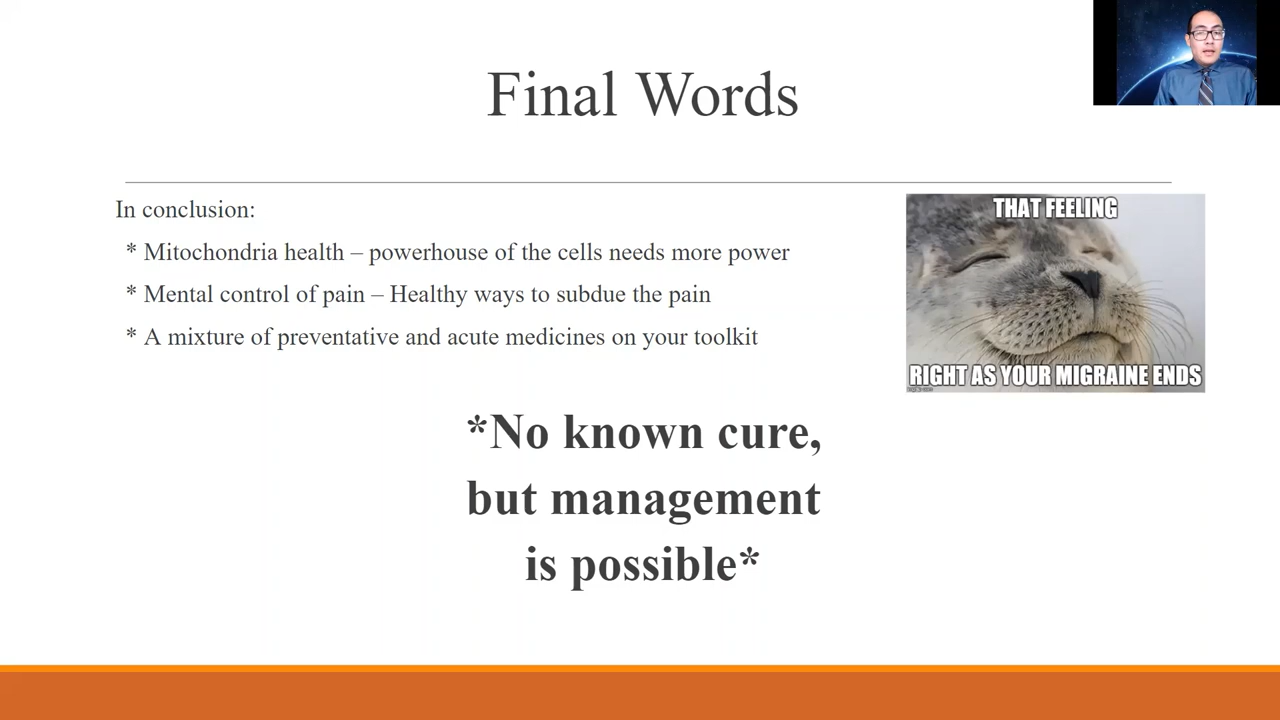 Final Words
In conclusion:
* Mitochondria health – powerhouse of the cells needs more power
* Mental control of pain – Healthy ways to subdue the pain
* A mixture of preventative and acute medicines on your toolkit
THAT FEELING
RIGHT AS YOUR MIGRAINE ENDS
*No known cure,
but management
is possible*